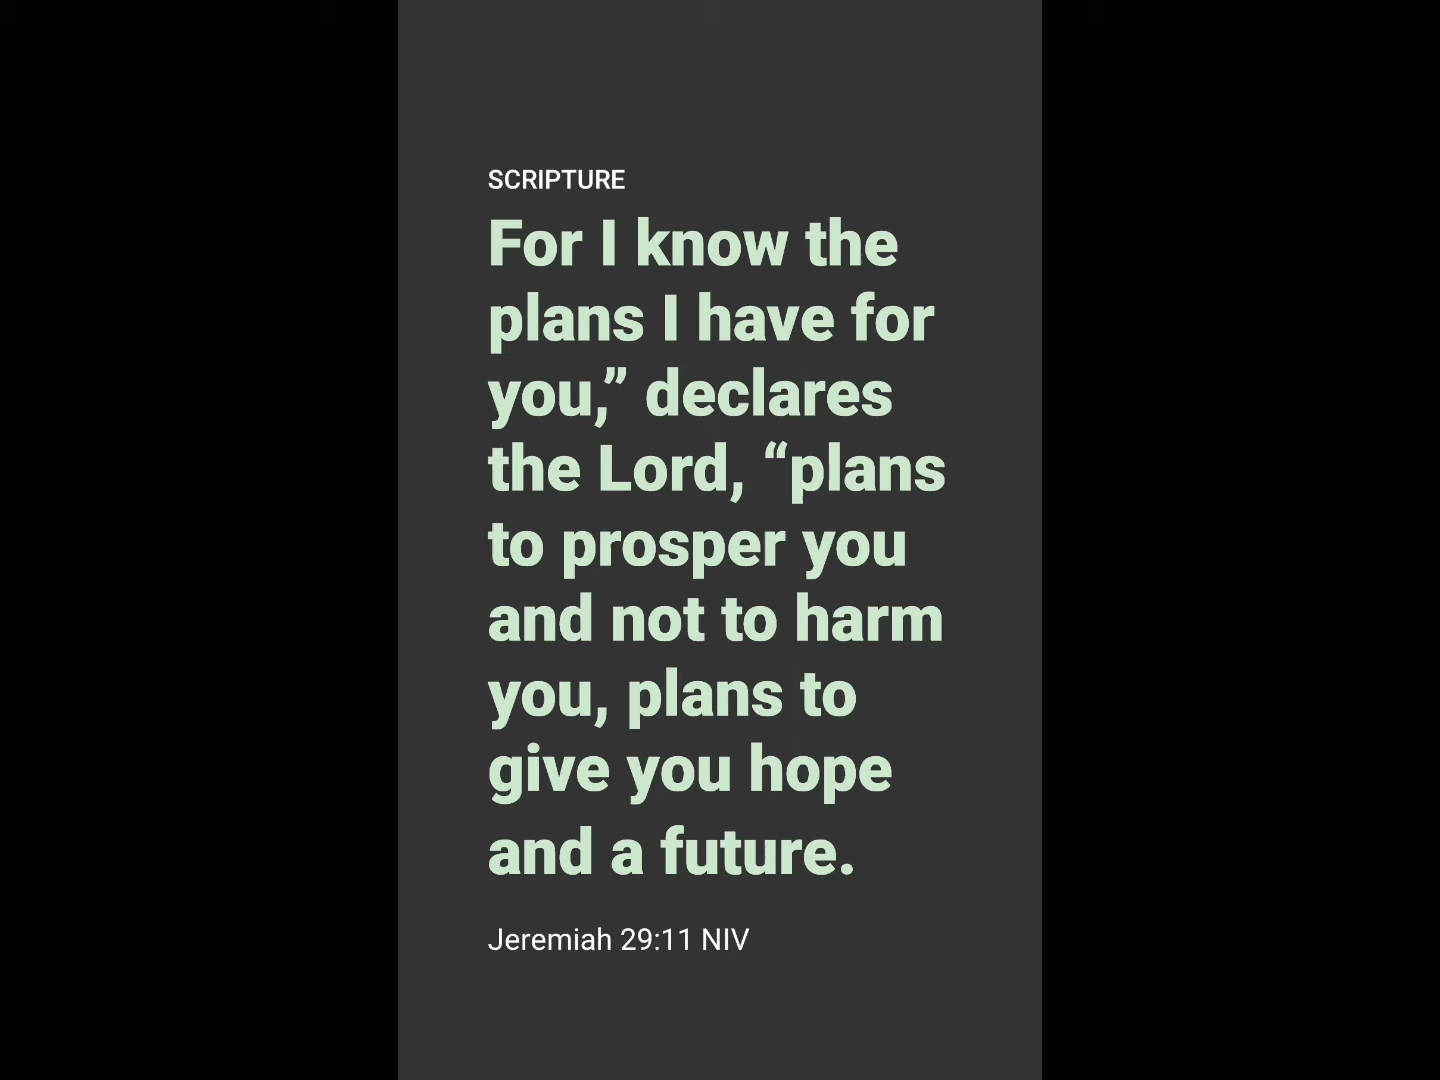 SCRIPTURE
For I know the
plans I have for
you,” declares
the Lord, “plans
to prosper you
and not to harm
you, plans to
give you hope
and a future.
Jeremiah 29:11 NIV